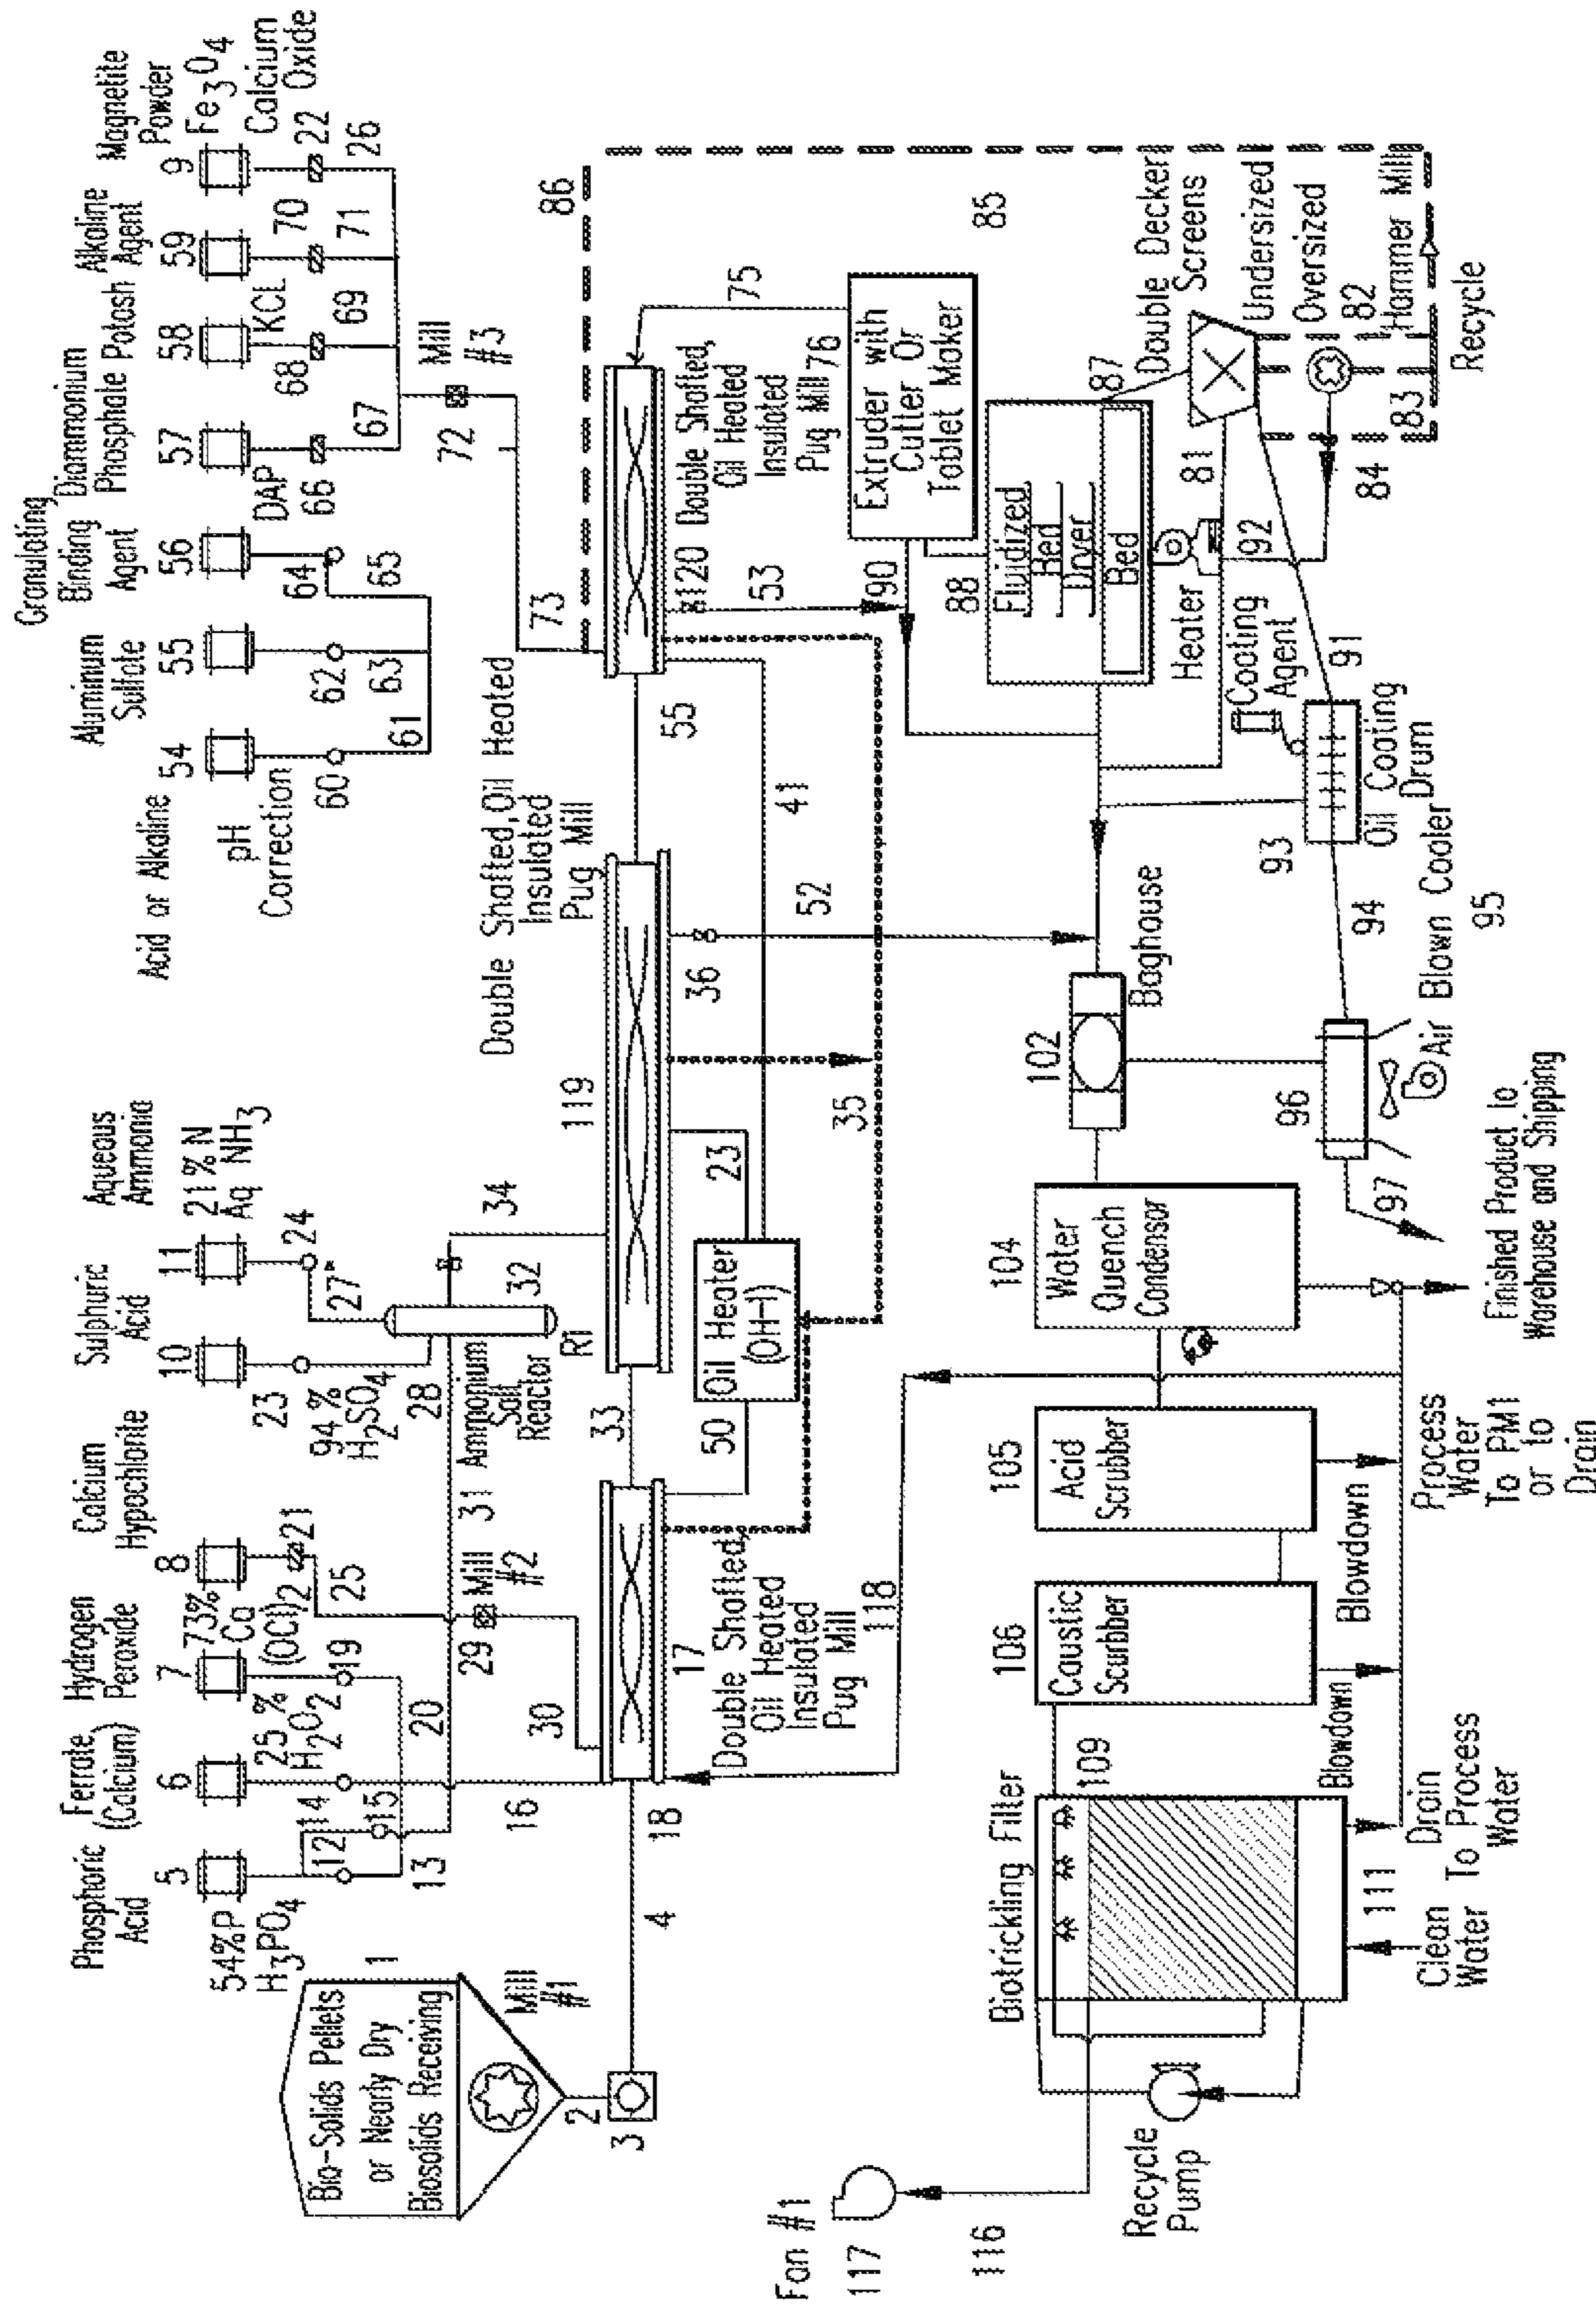 Phosphoric
Acid
5
54%P
H3PO4
Ferrate
(Calcium)
6
Hydrogen
Peroxide
7
25%
H2O2
Calcium
Hypochlorite
8
73%
Ca
(OCl)2
Sulphuric
Acid
10
94%
H2SO4
Aqueous
Ammonia
11
21%N
Aq NH3
Acid or Alkaline
54
pH
Correction
Aluminum
Sulfate
55
Granulating
Binding
Agent
56
Diammonium
Phosphate
57
DAP
Potash
58
KCL
Alkaline
Agent
59
Magnetite
Powder
9
Fe3O4
Calcium
Oxide
12
14
915
19
21
23
24
27
60
62
64
66
68
70
22
13
20
25
28
61
63
65
67
69
71
26
Bio-Solids Pellets
or Nearly Dry
Biosolids Receiving
1
Mill
#1
2
3
4
16
18
29
Mill
#2
30
31
Ammonium
Salt
Reactor
R1
32
34
33
119
72
Mill
#3
73
86
17
Double Shafted,
Oil Heated
Insulated
Pug Mill
118
50
Oil Heater
(OH-1)
23
35
Double Shafted,Oil Heated
Insulated
Pug Mill
36
52
55
41
120
53
Double Shafted,
Oil Heated
Insulated
Pug Mill
76
75
85
Extruder with
Cutter Or
Tablet Maker
90
88
Fluidized
Bed
Dryer
Bed
87
Heater
92
81
Double Decker
Screens
Undersized
Oversized
82
Hammer Mill
83
84
Recycle
Coating
Agent
91
Oil Coating
Drum
93
94
Air Blown Cooler
95
96
97
Finished Product to
Warehouse and Shipping
102
Baghouse
104
Water
Quench
Condensor
105
Acid
Scrubber
106
Caustic
Scurbber
Blowdown
Blowdown
Process
Water
To PM1
or to
Drain
Biotrickling Filter
109
111
Drain
To Process
Water
Clean
Water
Recycle
Pump
116
Fan #1
117